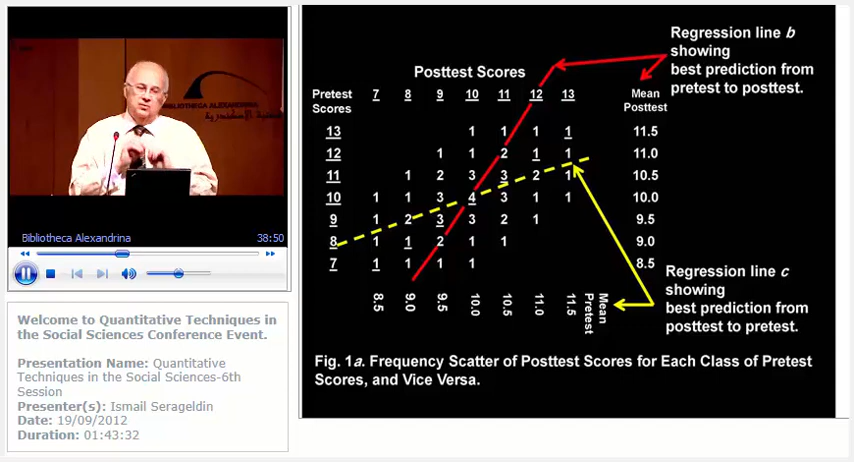 BIBLIOTHECA ALEXANDRINA
Bibliotheca Alexandrina 38:50
Welcome to Quantitative Techniques in
the Social Sciences Conference Event.
Presentation Name: Quantitative
Techniques in the Social Sciences-6th
Session
Presenter(s): Ismail Serageldin
Date: 19/09/2012
Duration: 01:43:32
Regression line b
showing
best prediction from
pretest to posttest.
Posttest Scores
Pretest
Scores
7 8 9 10 11 12 13
Mean
Posttest
13 1 1 1 1 11.5
12 1 1 2 1 1 11.0
11 1 2 3 3 2 1 10.5
10 1 1 3 4 3 1 1 10.0
9 1 2 3 3 2 1 9.5
8 1 1 2 1 1 9.0
7 1 1 1 1 8.5
8.5 9.0 9.5 10.0 10.5 11.0 11.5
Mean
Pretest
Regression line c
showing
best prediction from
posttest to pretest.
Fig. 1a. Frequency Scatter of Posttest Scores for Each Class of Pretest
Scores, and Vice Versa.